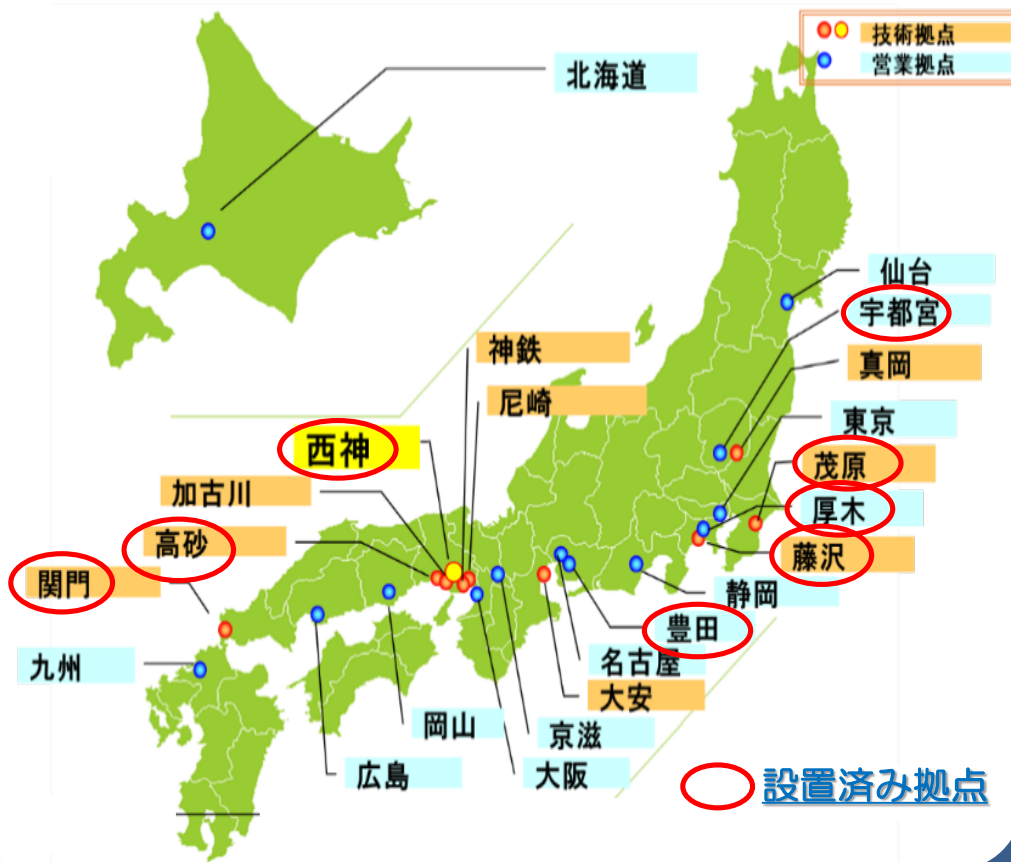 技術拠点
営業拠点
北海道
仙台
宇都宮
神鉄
真岡
尼崎
東京
西神
茂原
加古川
厚木
高砂
藤沢
関門
静岡
豊田
九州
名古屋
大安
岡山
京滋
広島
大阪
設置済み拠点